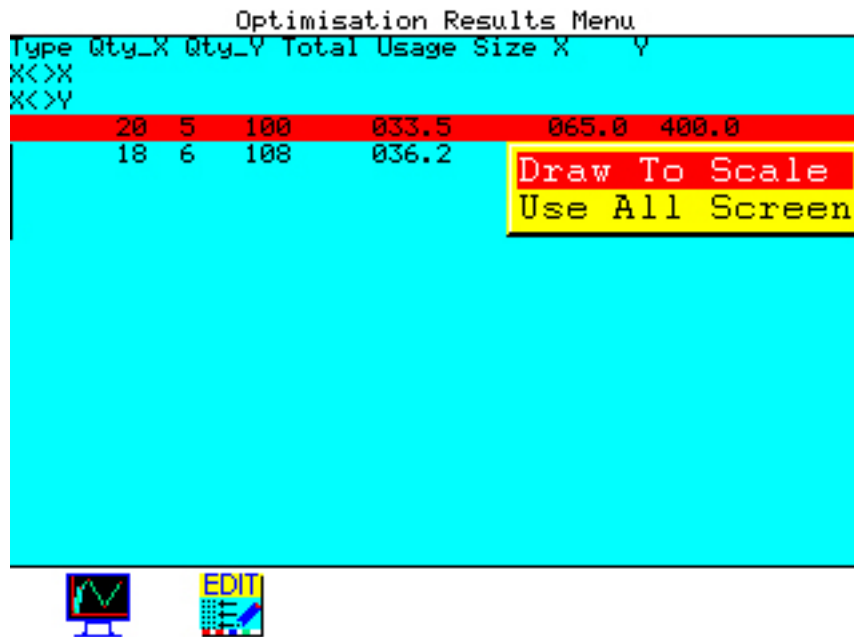 Optimisation Results Menu
Type Qty_X Qty_Y Total Usage Size X Y
X<>X
X<>Y
20 5 100 033.5 065.0 400.0
18 6 108 036.2
Draw To Scale
Use All Screen
EDIT